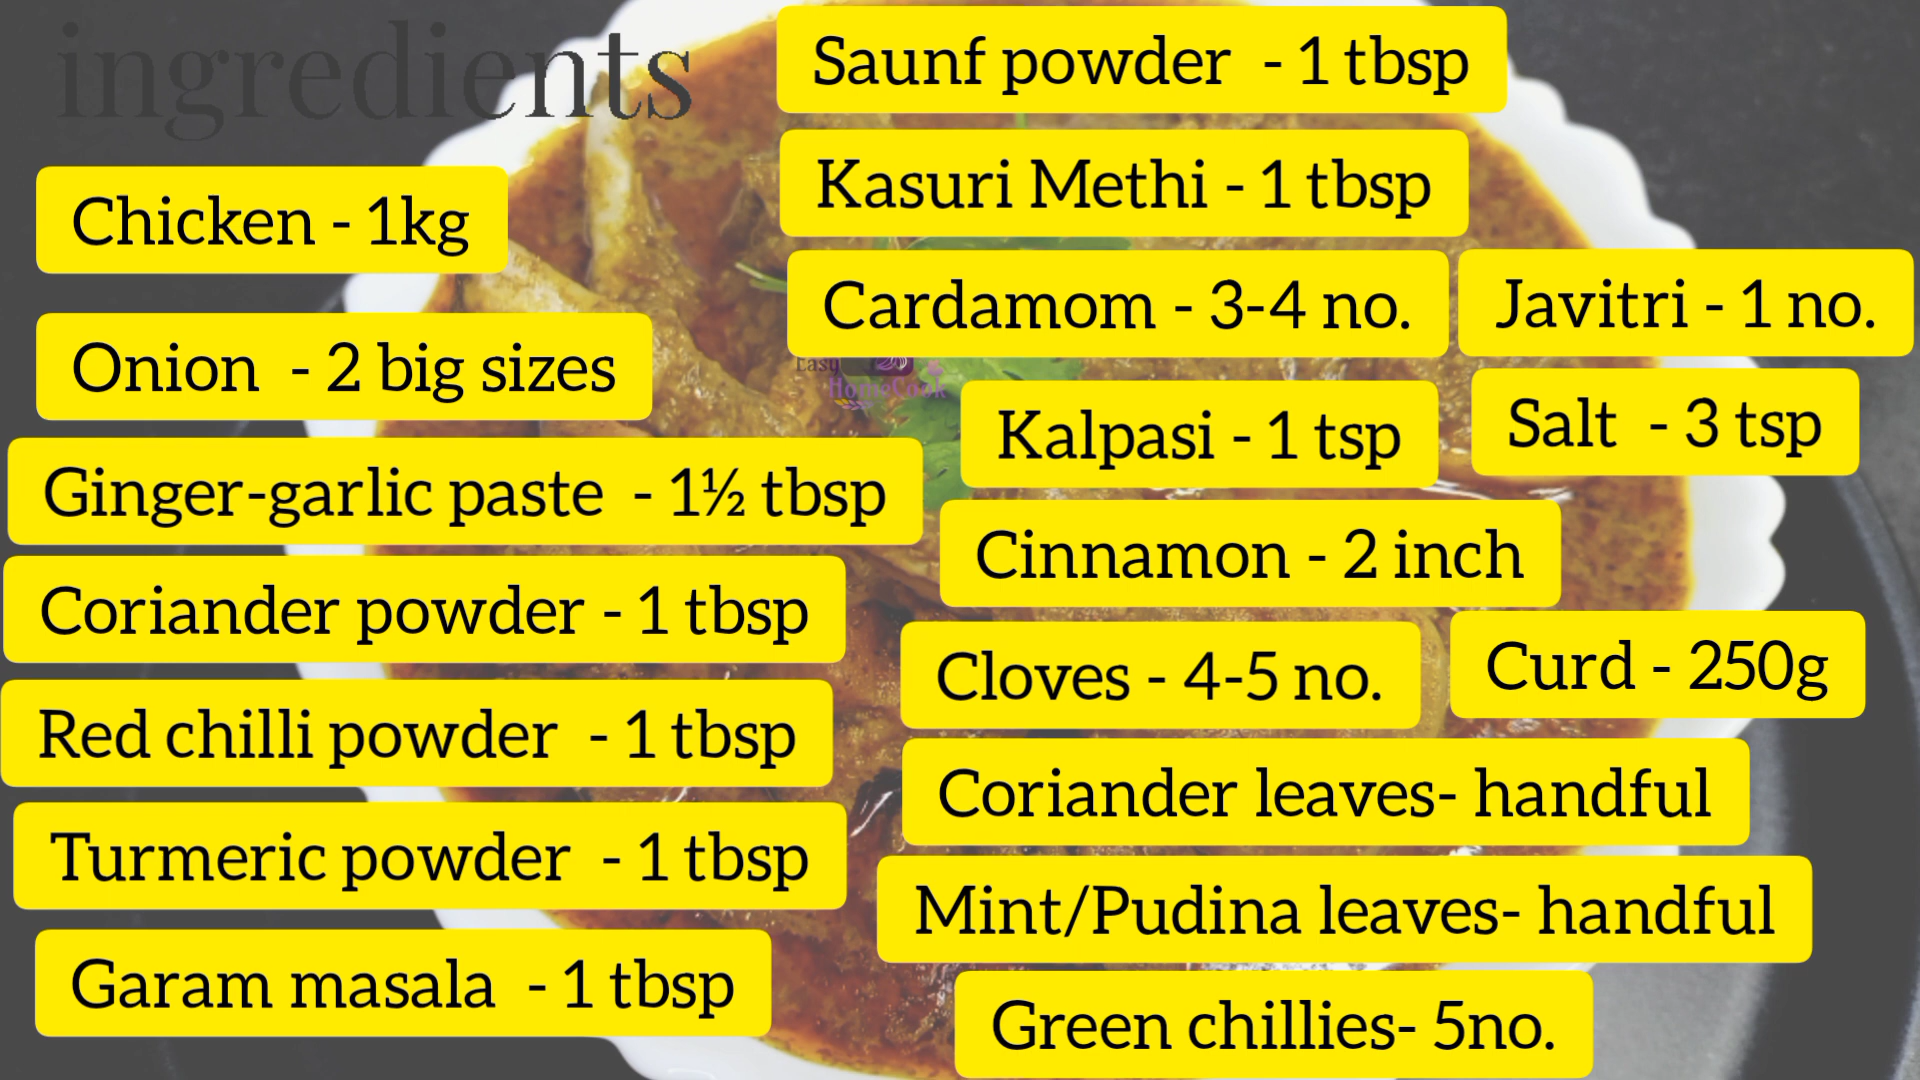 ingredients
Chicken - 1kg
Onion - 2 big sizes
Ginger-garlic paste - 1½ tbsp
Coriander powder - 1 tbsp
Red chilli powder - 1 tbsp
Turmeric powder - 1 tbsp
Garam masala - 1 tbsp
Saunf powder - 1 tbsp
Kasuri Methi - 1 tbsp
Cardamom - 3-4 no.
Javitri - 1 no.
Easy
HomeCook
Kalpasi - 1 tsp
Salt - 3 tsp
Cinnamon - 2 inch
Cloves - 4-5 no.
Curd - 250g
Coriander leaves- handful
Mint/Pudina leaves- handful
Green chillies- 5no.